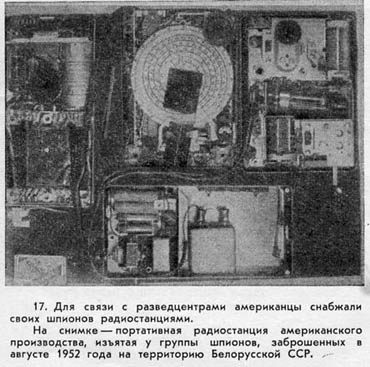 17. Для связи с разведцентрами американцы снабжали
своих шпионов радиостанциями.
На снимке — портативная радиостанция американского
производства, изъятая у группы шпионов, заброшенных в
августе 1952 года на территорию Белорусской ССР.